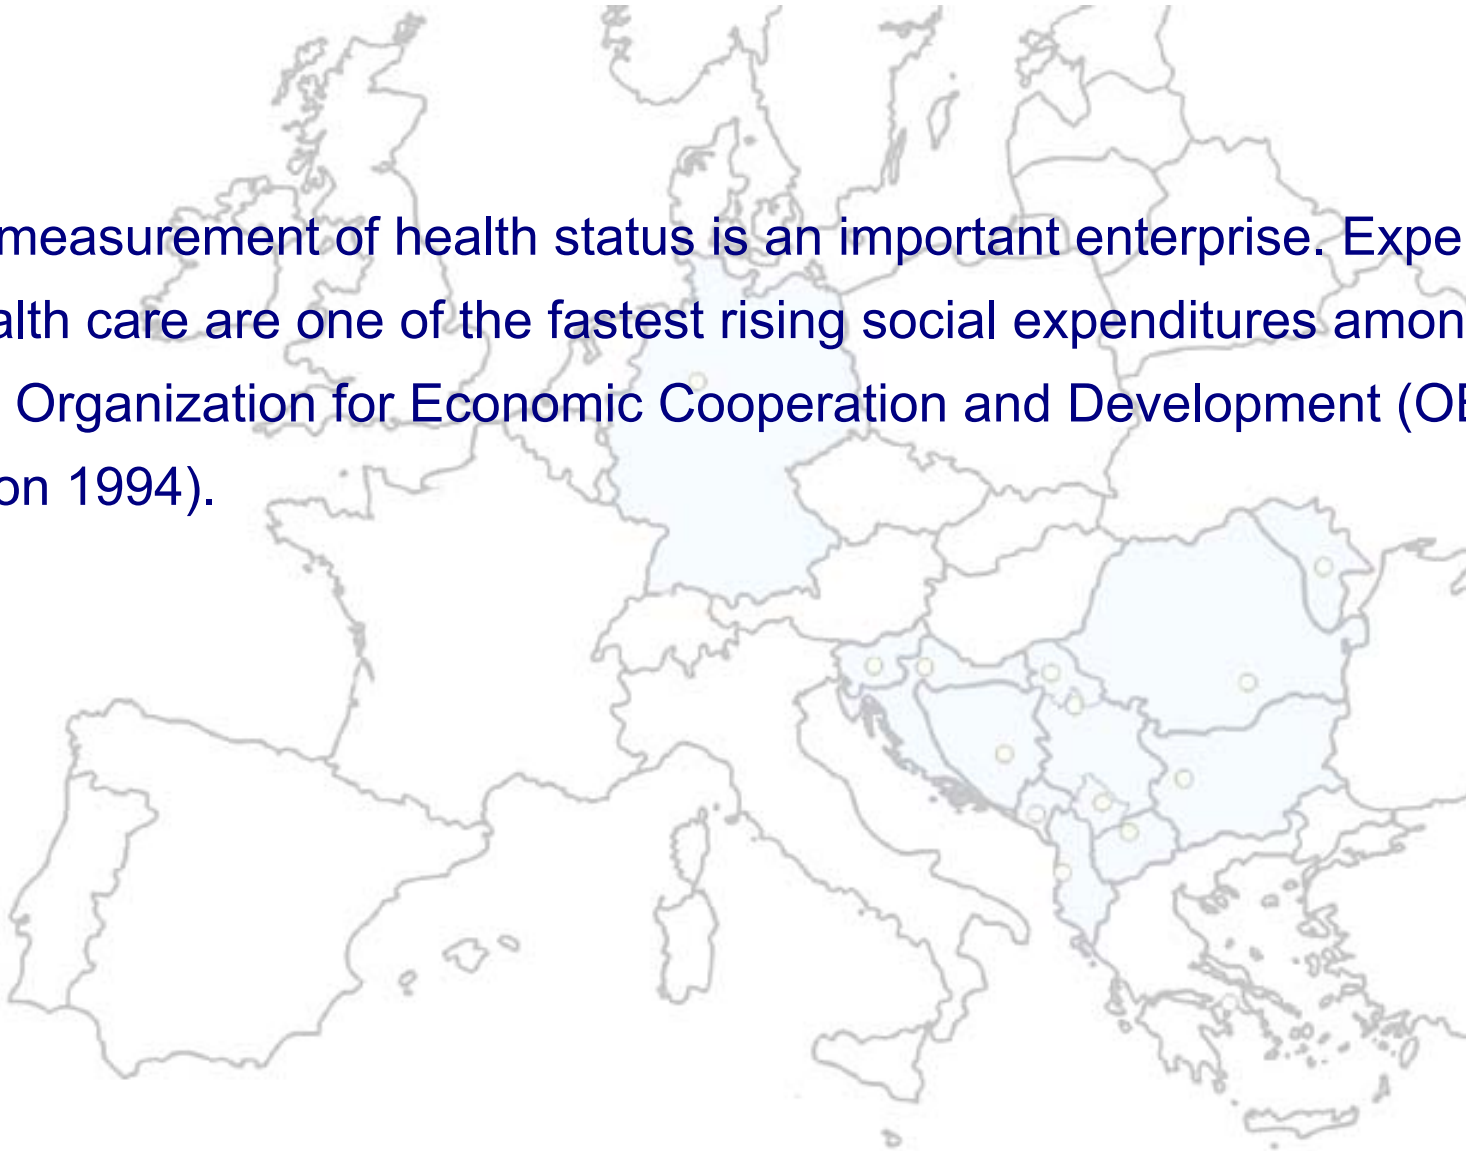 measurement of health status is an important enterprise. Expe
alth care are one of the fastest rising social expenditures amon
Organization for Economic Cooperation and Development (OE
on 1994).